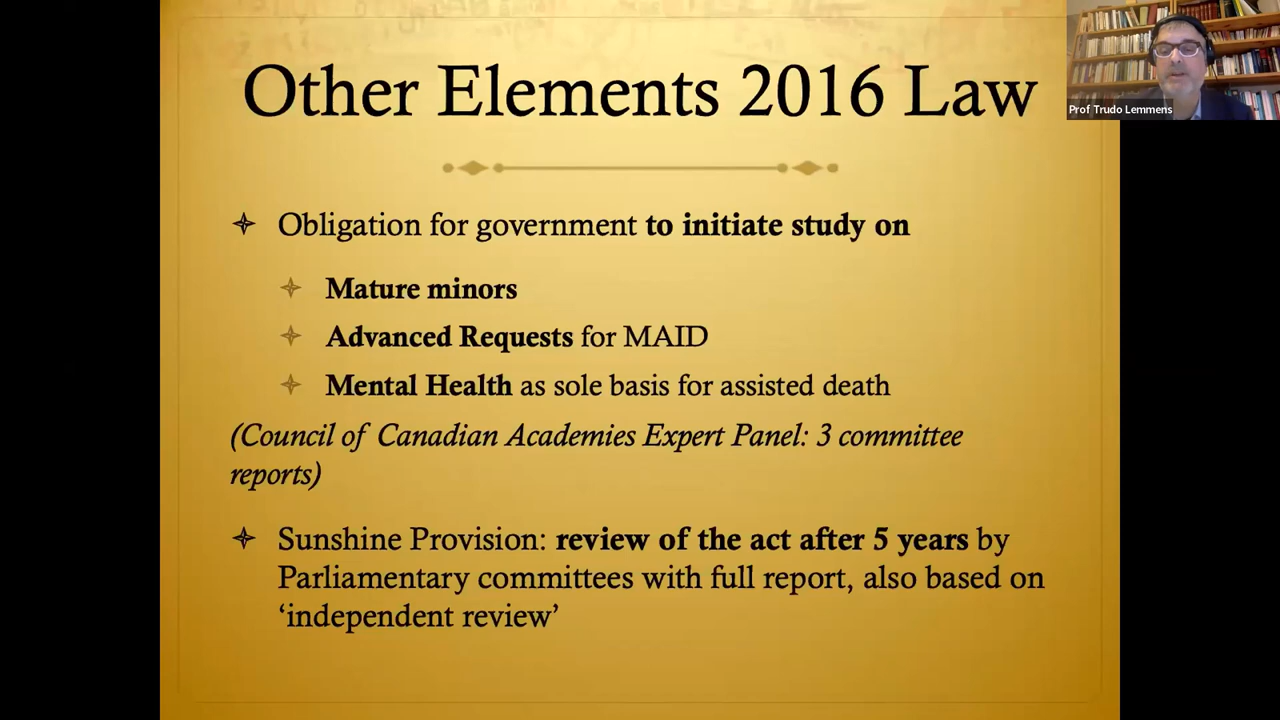 Other Elements 2016 Law
Prof Trudo Lemmens
Obligation for government to initiate study on
Mature minors
Advanced Requests for MAID
Mental Health as sole basis for assisted death
(Council of Canadian Academies Expert Panel: 3 committee
reports)
Sunshine Provision: review of the act after 5 years by
Parliamentary committees with full report, also based on
‘independent review’